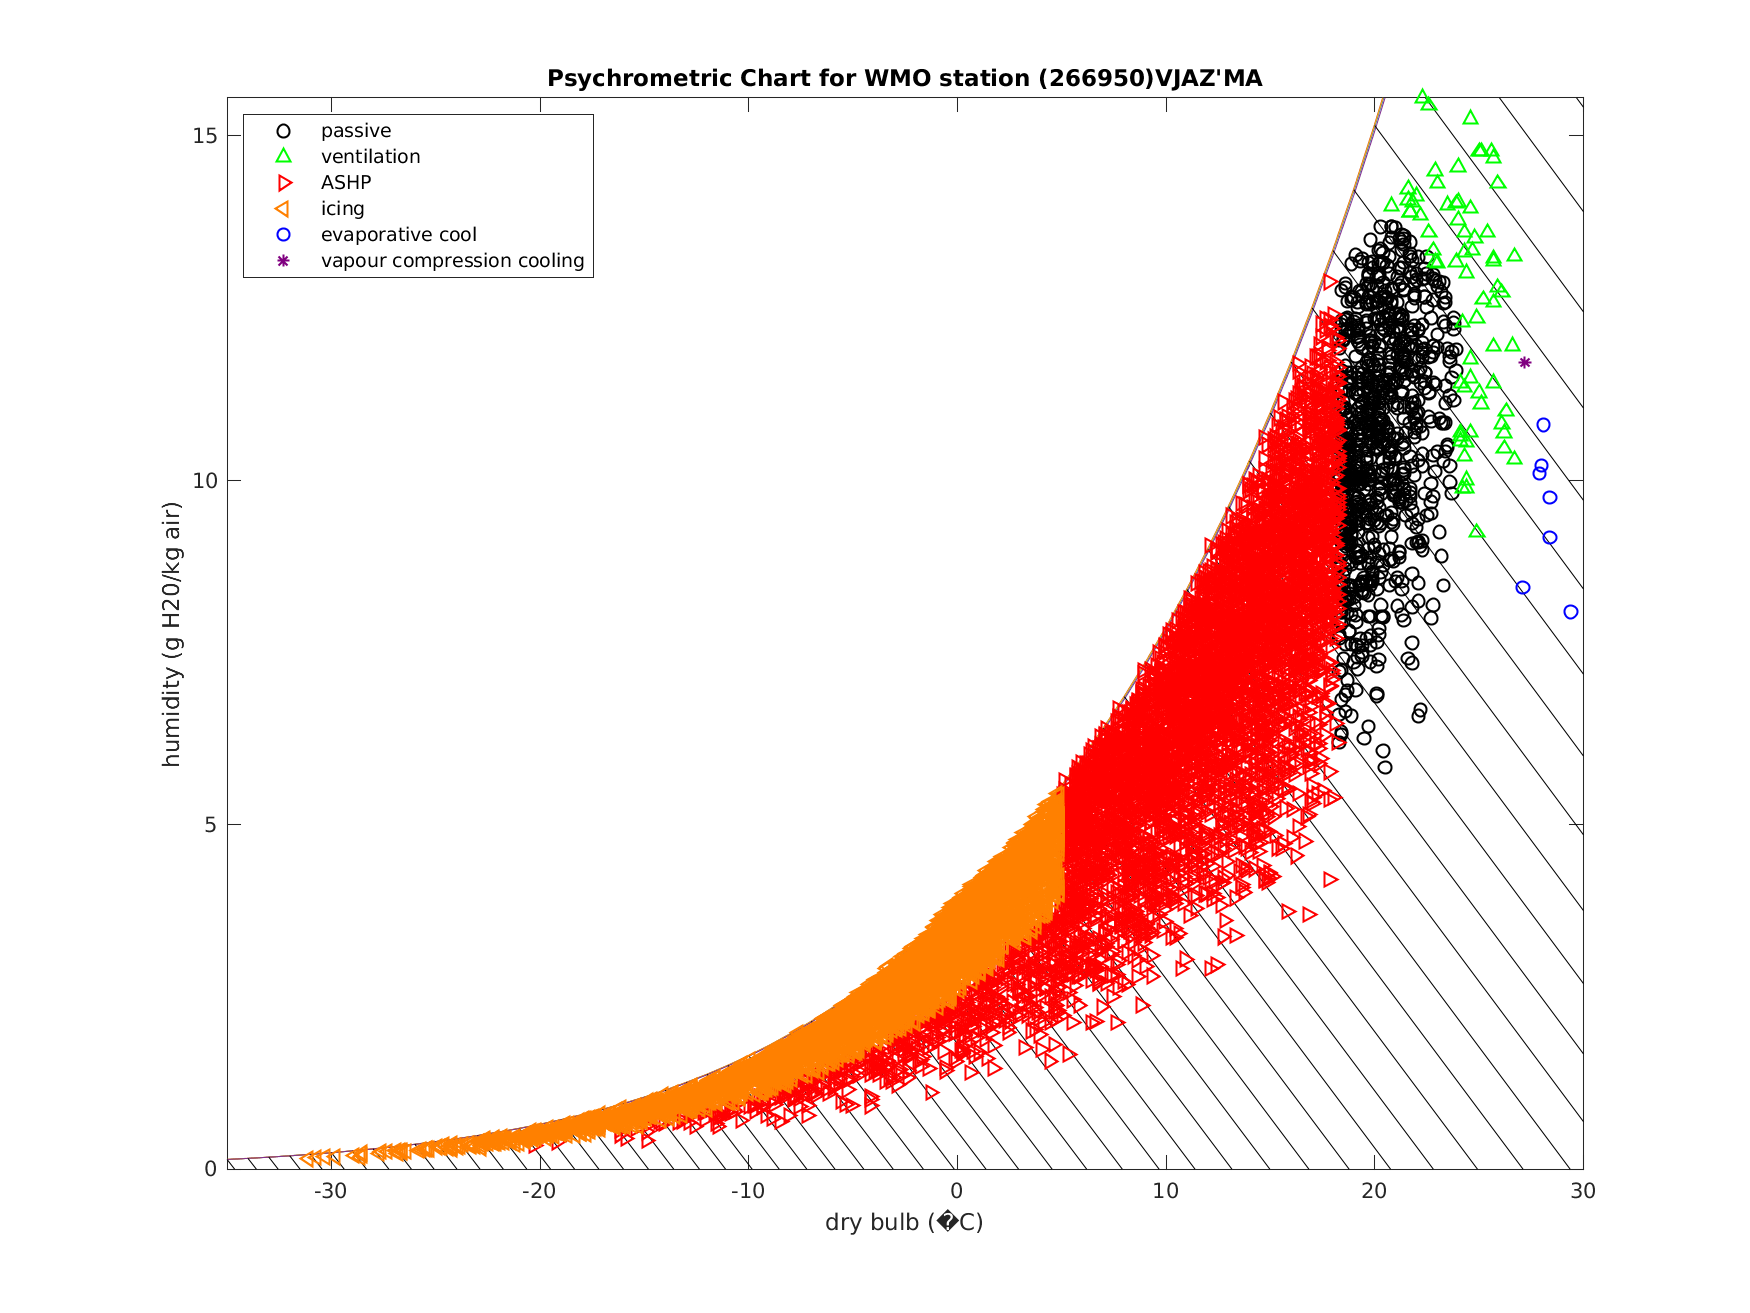 Psychrometric Chart for WMO station (266950)VJAZ'MA
passive
ventilation
ASHP
icing
evaporative cool
vapour compression cooling
humidity (g H20/kg air)
15
10
5
0
-30 -20 -10 0 10 20 30
dry bulb (�C)